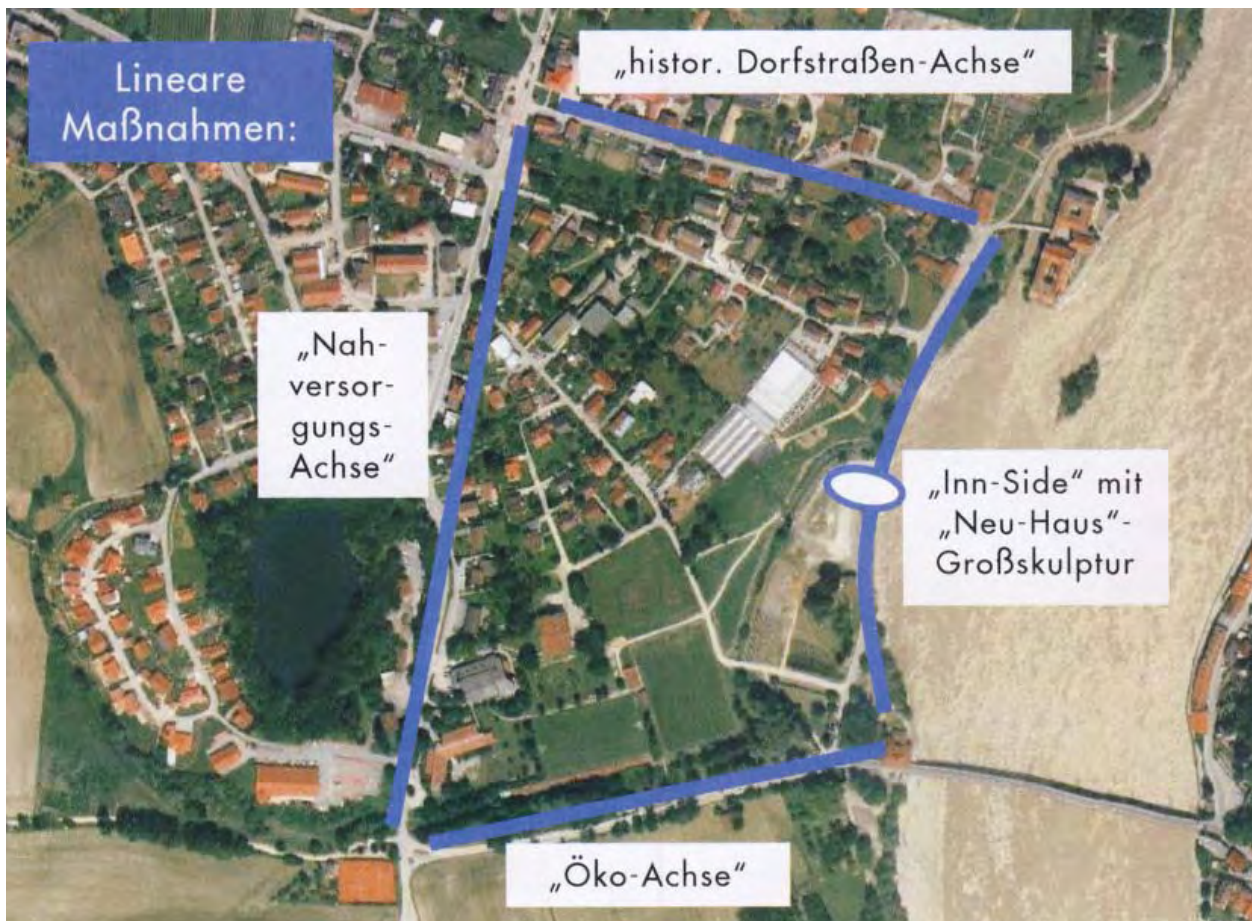 Lineare
Maßnahmen:
„histor. Dorfstraßen-Achse“
„Nah-
versor-
gungs-
Achse“
„Inn-Side“ mit
„Neu-Haus“-
Großskulptur
„Öko-Achse“